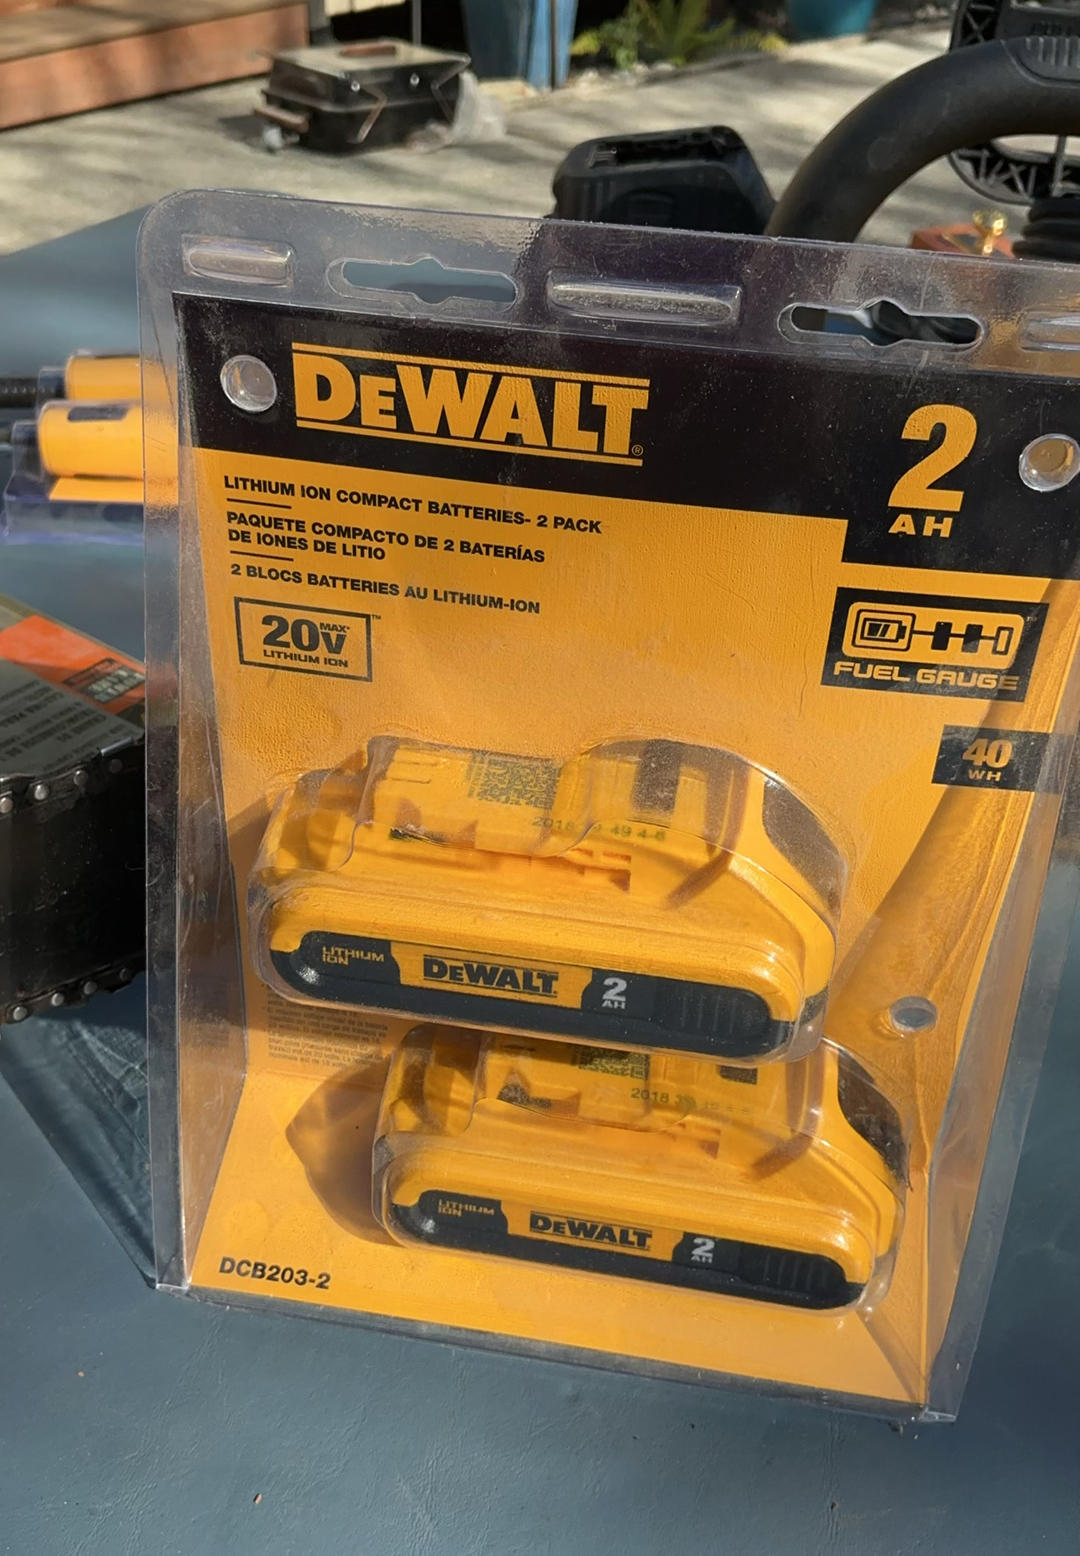 DEWALT®
2
AH
LITHIUM ION COMPACT BATTERIES- 2 PACK
PAQUETE COMPACTO DE 2 BATERÍAS
DE IONES DE LITIO
2 BLOCS BATTERIES AU LITHIUM-ION
20V MAX* ™
LITHIUM ION
FUEL GAUGE
40
WH
LITHIUM
ION
DEWALT
2
AH
2018
LITHIUM
ION
DEWALT
2
AH
DCB203-2